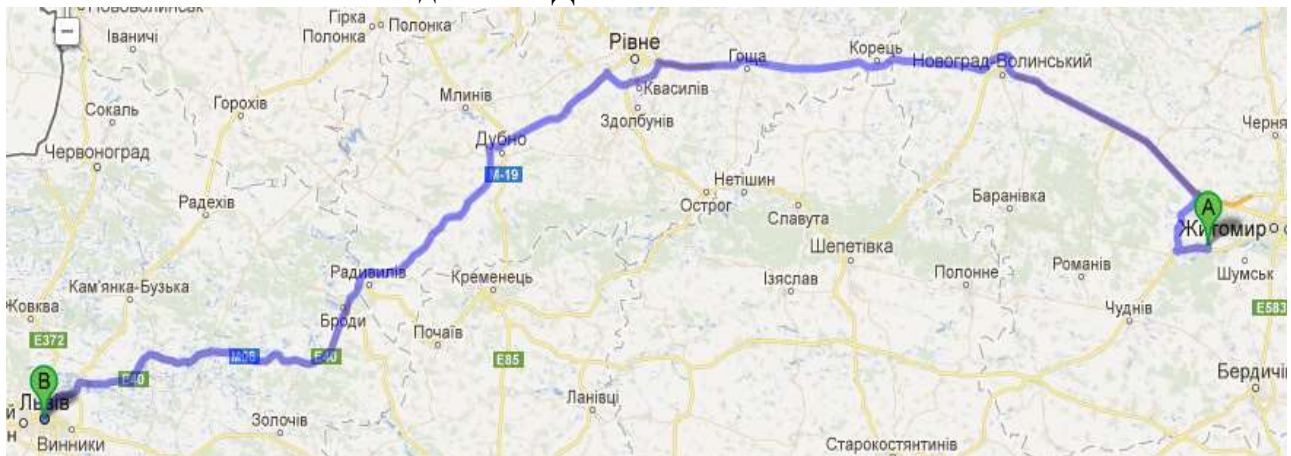 Нововолинськ
Іваничі
Гірка
Полонка
Полонка
Рівне
Гоща
Корець
Новоград-Волинський
Квасилів
Сокаль
Горохів
Млинів
Здолбунів
Черня
Червоноград
Дубно
M-19
Радехів
Острог
Нетішин
Славута
Баранівка
A
Житомир
Шепетівка
Кам'янка-Бузька
Радивилів
Кременець
Ізяслав
Полонне
Романів
Шумськ
Жовква
Броди
Почаїв
Чуднів
E583
E372
M06
E40
E85
E40
B
Львів
Бердичі
Ланівці
Золочів
Винники
Старокостянтинів